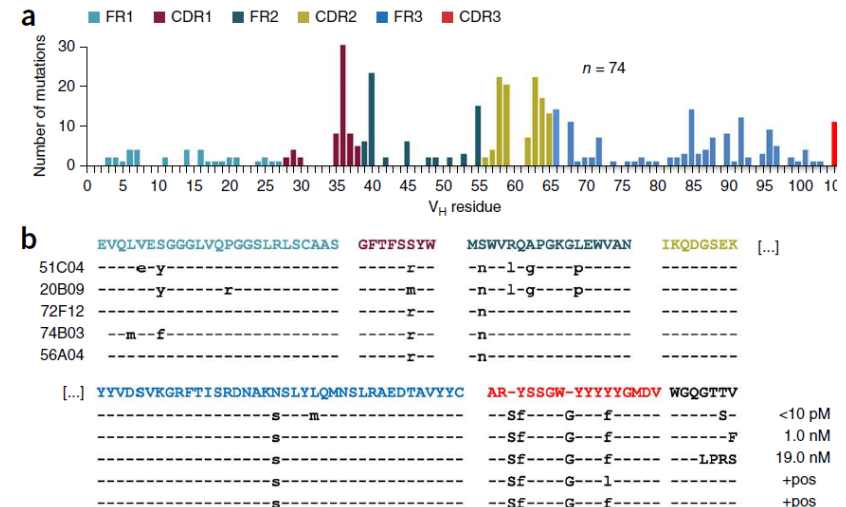 a
FR1 CDR1 FR2 CDR2 FR3 CDR3
Number of mutations
30
20
10
0
n = 74
0 5 10 15 20 25 30 35 40 45 50 55 60 65 70 75 80 85 90 95 100 10
VH residue
b
EVQLVESGGGLVQPGGSLRLSCAAS GFTFSSYW MSWVRQAPGKGLEWVAN IKQDGSEK [...]
51C04 ----e-y------------------ -----r-- -n--l-g----p----- --------
20B09 ------y------r----------- -----m-- -n--l-g----p----- --------
72F12 ------------------------- -----r-- -n--------------- --------
74B03 ---m--f------------------ -----r-- -n--------------- --------
56A04 ------------------------- -----r-- -n--------------- --------
[...] YYVDSVKGRFTISRDNAKNSLYLQMNSLRAEDTAVYYC AR-YSSGW-YYYYYGMDV WGQGTTV
------------------s---m--------------- --Sf----G---f----- -----S- <10 pM
------------------s------------------- --Sf----G---f----- ------F 1.0 nM
------------------s------------------- --Sf----G---f----- ---LPRS 19.0 nM
------------------s------------------- --Sf----G---l----- ------- +pos
------------------s------------------- --Sf----G---f----- ------- +pos